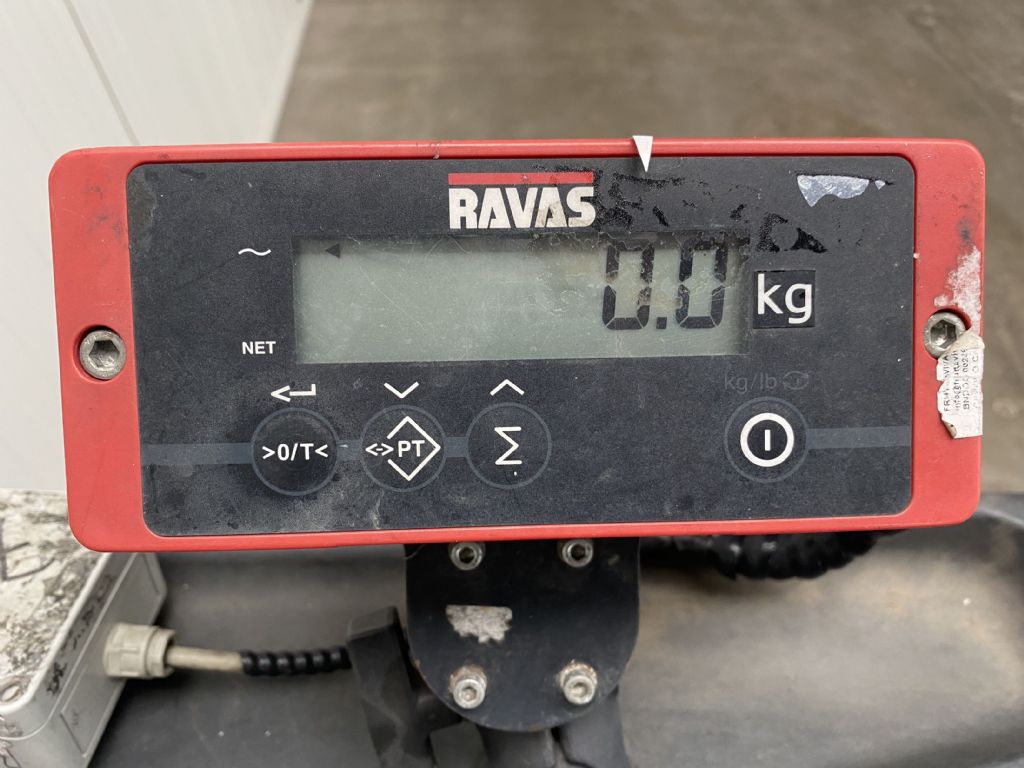 RAVAS
0.0 kg
NET
kg/lb
>0/T<
<->PT
Σ